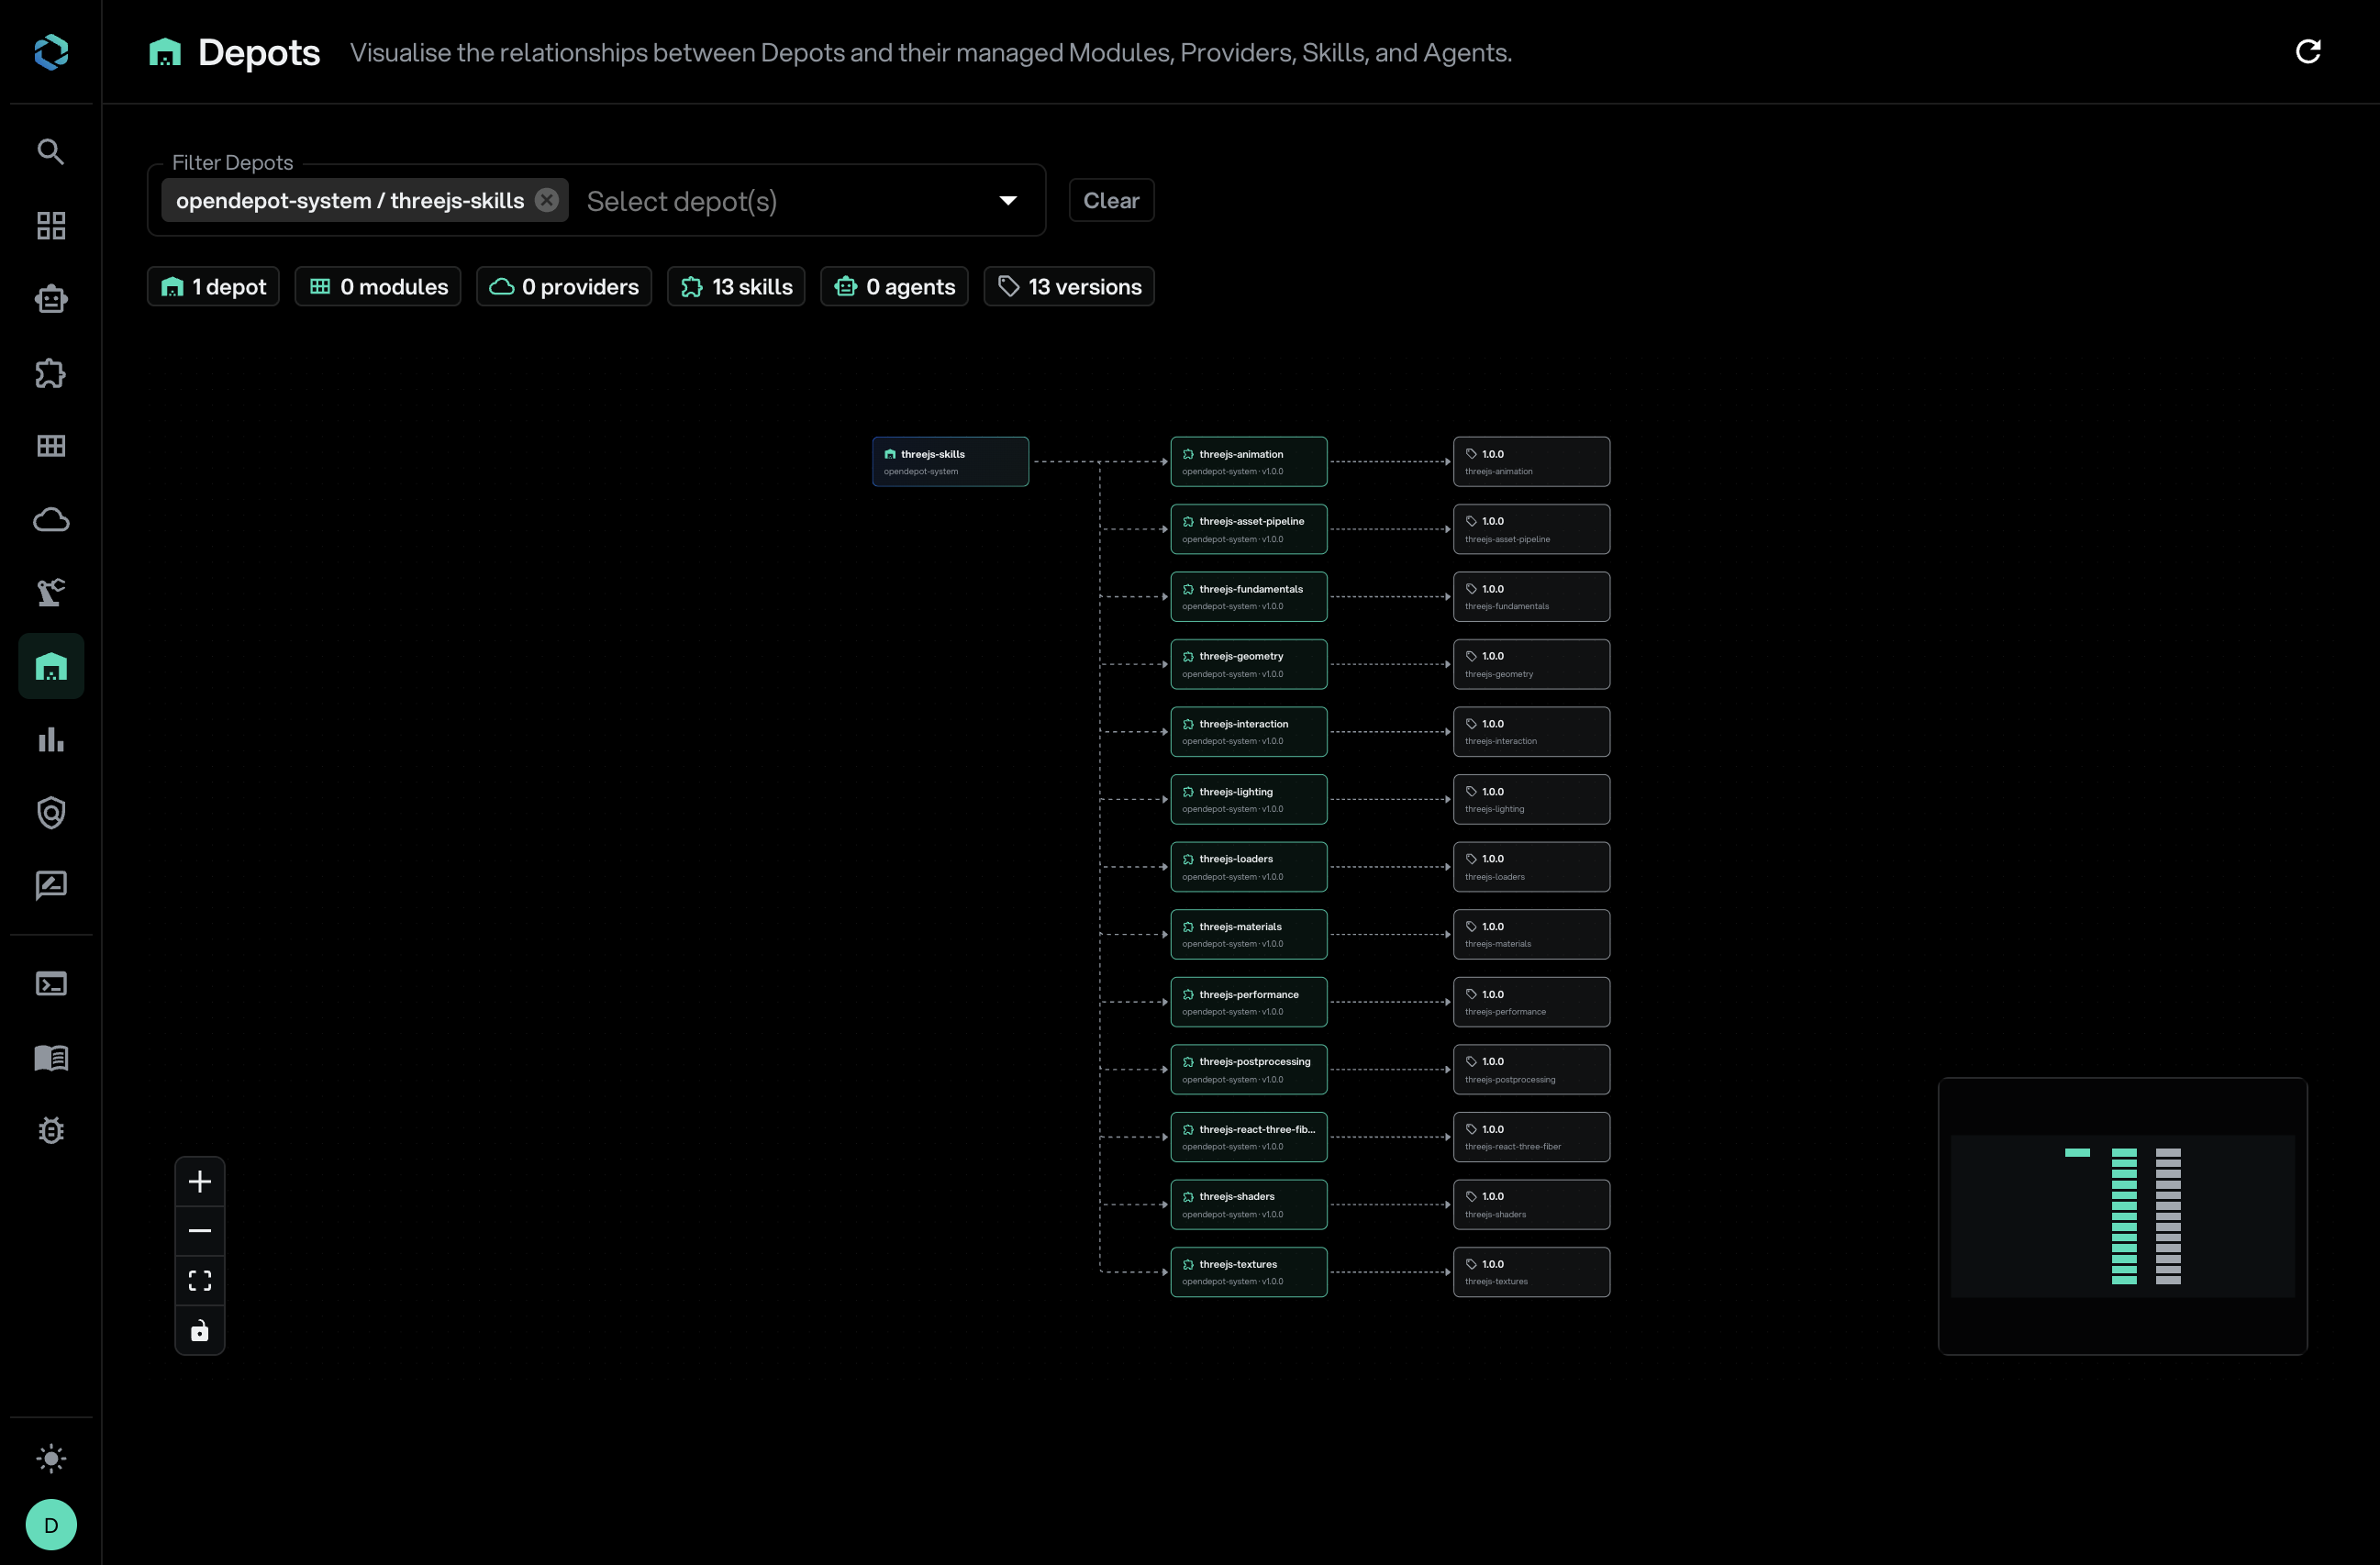 Depots
Visualise the relationships between Depots and their managed Modules, Providers, Skills, and Agents.
Filter Depots
opendepot-system / threejs-skills
Select depot(s)
Clear
1 depot
0 modules
0 providers
13 skills
0 agents
13 versions
threejs-skills
opendepot-system
threejs-animation
opendepot-system · v1.0.0
1.0.0
threejs-animation
threejs-asset-pipeline
opendepot-system · v1.0.0
1.0.0
threejs-asset-pipeline
threejs-fundamentals
opendepot-system · v1.0.0
1.0.0
threejs-fundamentals
threejs-geometry
opendepot-system · v1.0.0
1.0.0
threejs-geometry
threejs-interaction
opendepot-system · v1.0.0
1.0.0
threejs-interaction
threejs-lighting
opendepot-system · v1.0.0
1.0.0
threejs-lighting
threejs-loaders
opendepot-system · v1.0.0
1.0.0
threejs-loaders
threejs-materials
opendepot-system · v1.0.0
1.0.0
threejs-materials
threejs-performance
opendepot-system · v1.0.0
1.0.0
threejs-performance
threejs-postprocessing
opendepot-system · v1.0.0
1.0.0
threejs-postprocessing
threejs-react-three-fib...
opendepot-system · v1.0.0
1.0.0
threejs-react-three-fiber
threejs-shaders
opendepot-system · v1.0.0
1.0.0
threejs-shaders
threejs-textures
opendepot-system · v1.0.0
1.0.0
threejs-textures
D